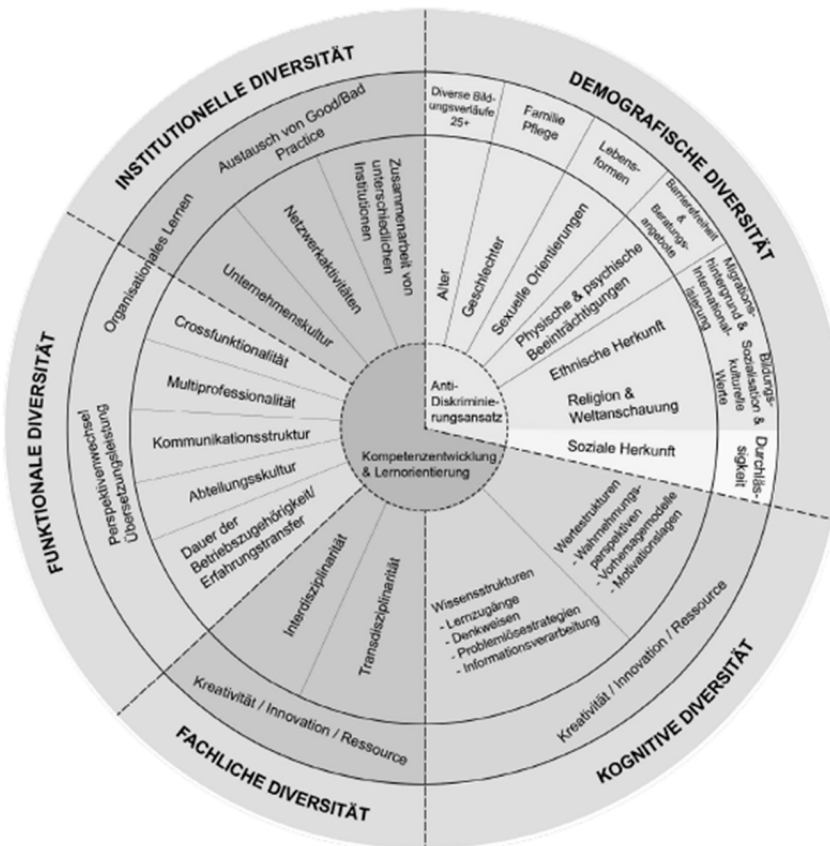 INSTITUTIONELLE DIVERSITÄT
DEMOGRAFISCHE DIVERSITÄT
FUNKTIONALE DIVERSITÄT
FACHLICHE DIVERSITÄT
KOGNITIVE DIVERSITÄT
Organisationales Lernen
Austausch von Good/Bad
Practice
Unternehmenskultur
Netzwerkaktivitäten
Zusammenarbeit von
unterschiedlichen
Institutionen
Diverse Bild-
ungsverläufe
25+
Familie
Pflege
Lebens-
formen
Barrierefreiheit
&
Beratungs-
angebote
Migrations-
hintergrund &
International-
isierung
Bildungs-
Sozialisation &
kulturelle
Werte
Durchläs-
sigkeit
Alter
Geschlechter
Sexuelle Orientierungen
Physische & psychische
Beeinträchtigungen
Ethnische Herkunft
Religion &
Weltanschauung
Soziale Herkunft
Anti-
Diskriminie-
rungsansatz
Kompetenzentwicklung
& Lernorientierung
Crossfunktionalität
Multiprofessionalität
Kommunikationsstruktur
Abteilungskultur
Dauer der
Betriebszugehörigkeit/
Erfahrungstransfer
Perspektivenwechsel
Übersetzungsleistung
Interdisziplinarität
Transdisziplinarität
Kreativität / Innovation / Ressource
Wissensstrukturen
- Lernzugänge
- Denkweisen
- Problemlösestrategien
- Informationsverarbeitung
Wertestrukturen
- Wahrnehmungs-
perspektiven
- Vorhersagemodelle
- Motivationslagen
Kreativität / Innovation / Ressource